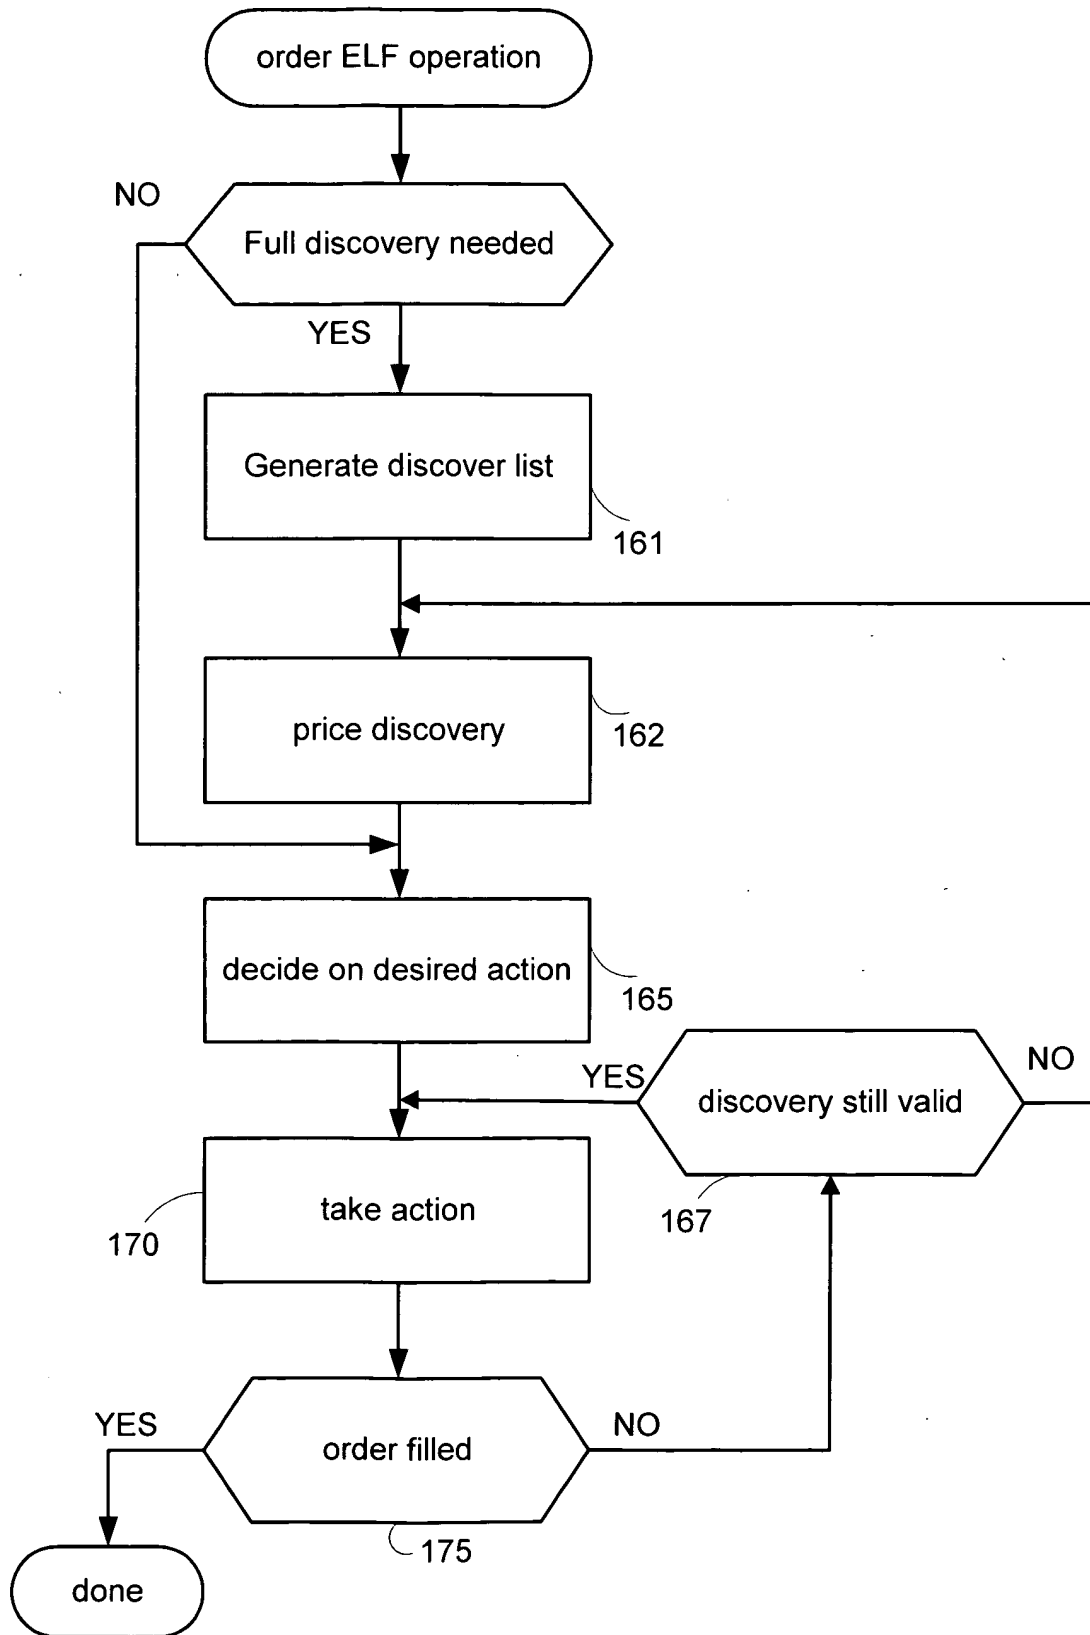 order ELF operation
NO
Full discovery needed
YES
Generate discover list
161
price discovery
162
decide on desired action
165
YES
discovery still valid
NO
167
take action
170
YES
order filled
NO
175
done